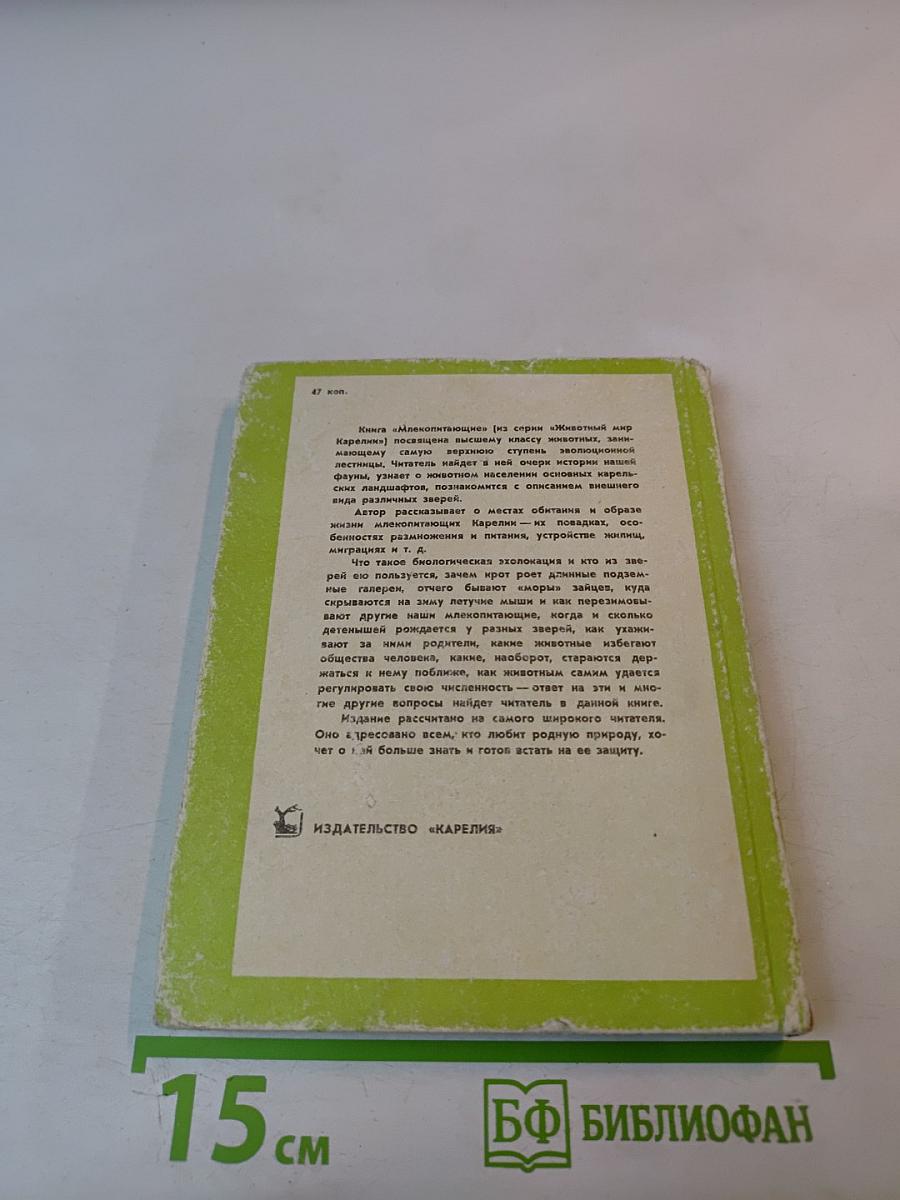 47 коп.
Книга «Млекопитающие» (из серии «Животный мир
Карелии») посвящена высшему классу животных, зани-
мающему самую верхнюю ступень эволюционной
лестницы. Читатель найдет в ней очерк истории нашей
фауны, узнает о животном населении основных карель-
ских ландшафтов, познакомится с описанием внешнего
вида различных зверей.
Автор рассказывает о местах обитания и образе
жизни млекопитающих Карелии — их повадках, осо-
бенностях размножения и питания, устройстве жилищ,
миграциях и т. д.
Что такое биологическая эхолокация и кто из зве-
рей ею пользуется, зачем крот роет длинные подзем-
ные галереи, отчего бывают «моры» зайцев, куда
скрываются на зиму летучие мыши и как перезимовы-
вают другие наши млекопитающие, когда и сколько
детенышей рождается у разных зверей, как ухажи-
вают за ними родители, какие животные избегают
общества человека, какие, наоборот, стараются дер-
жаться к нему поближе, как животным самим удается
регулировать свою численность — ответ на эти и мно-
гие другие вопросы найдет читатель в данной книге.
Издание рассчитано на самого широкого читателя.
Оно адресовано всем, кто любит родную природу, хо-
чет о ней больше знать и готов встать на ее защиту.
ИЗДАТЕЛЬСТВО «КАРЕЛИЯ»
15 см
БФ БИБЛИОФАН